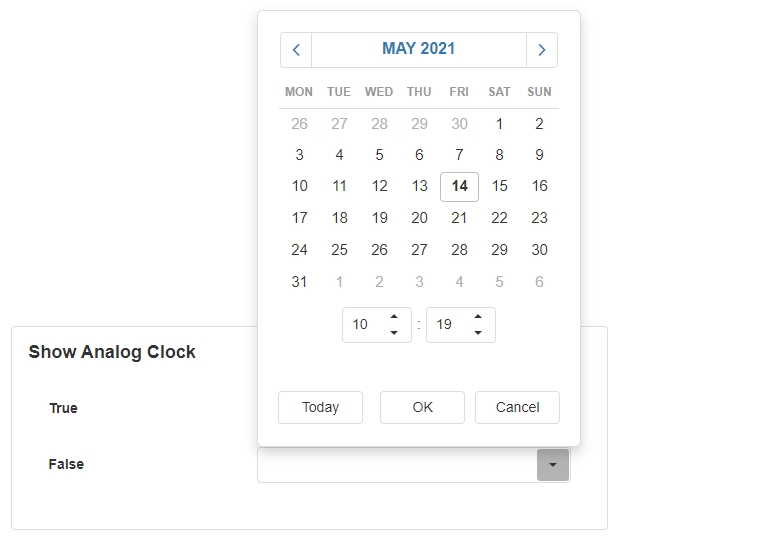 MAY 2021
MON TUE WED THU FRI SAT SUN
26 27 28 29 30 1 2
3 4 5 6 7 8 9
10 11 12 13 14 15 16
17 18 19 20 21 22 23
24 25 26 27 28 29 30
31 1 2 3 4 5 6
10 : 19
Show Analog Clock
True
Today OK Cancel
False